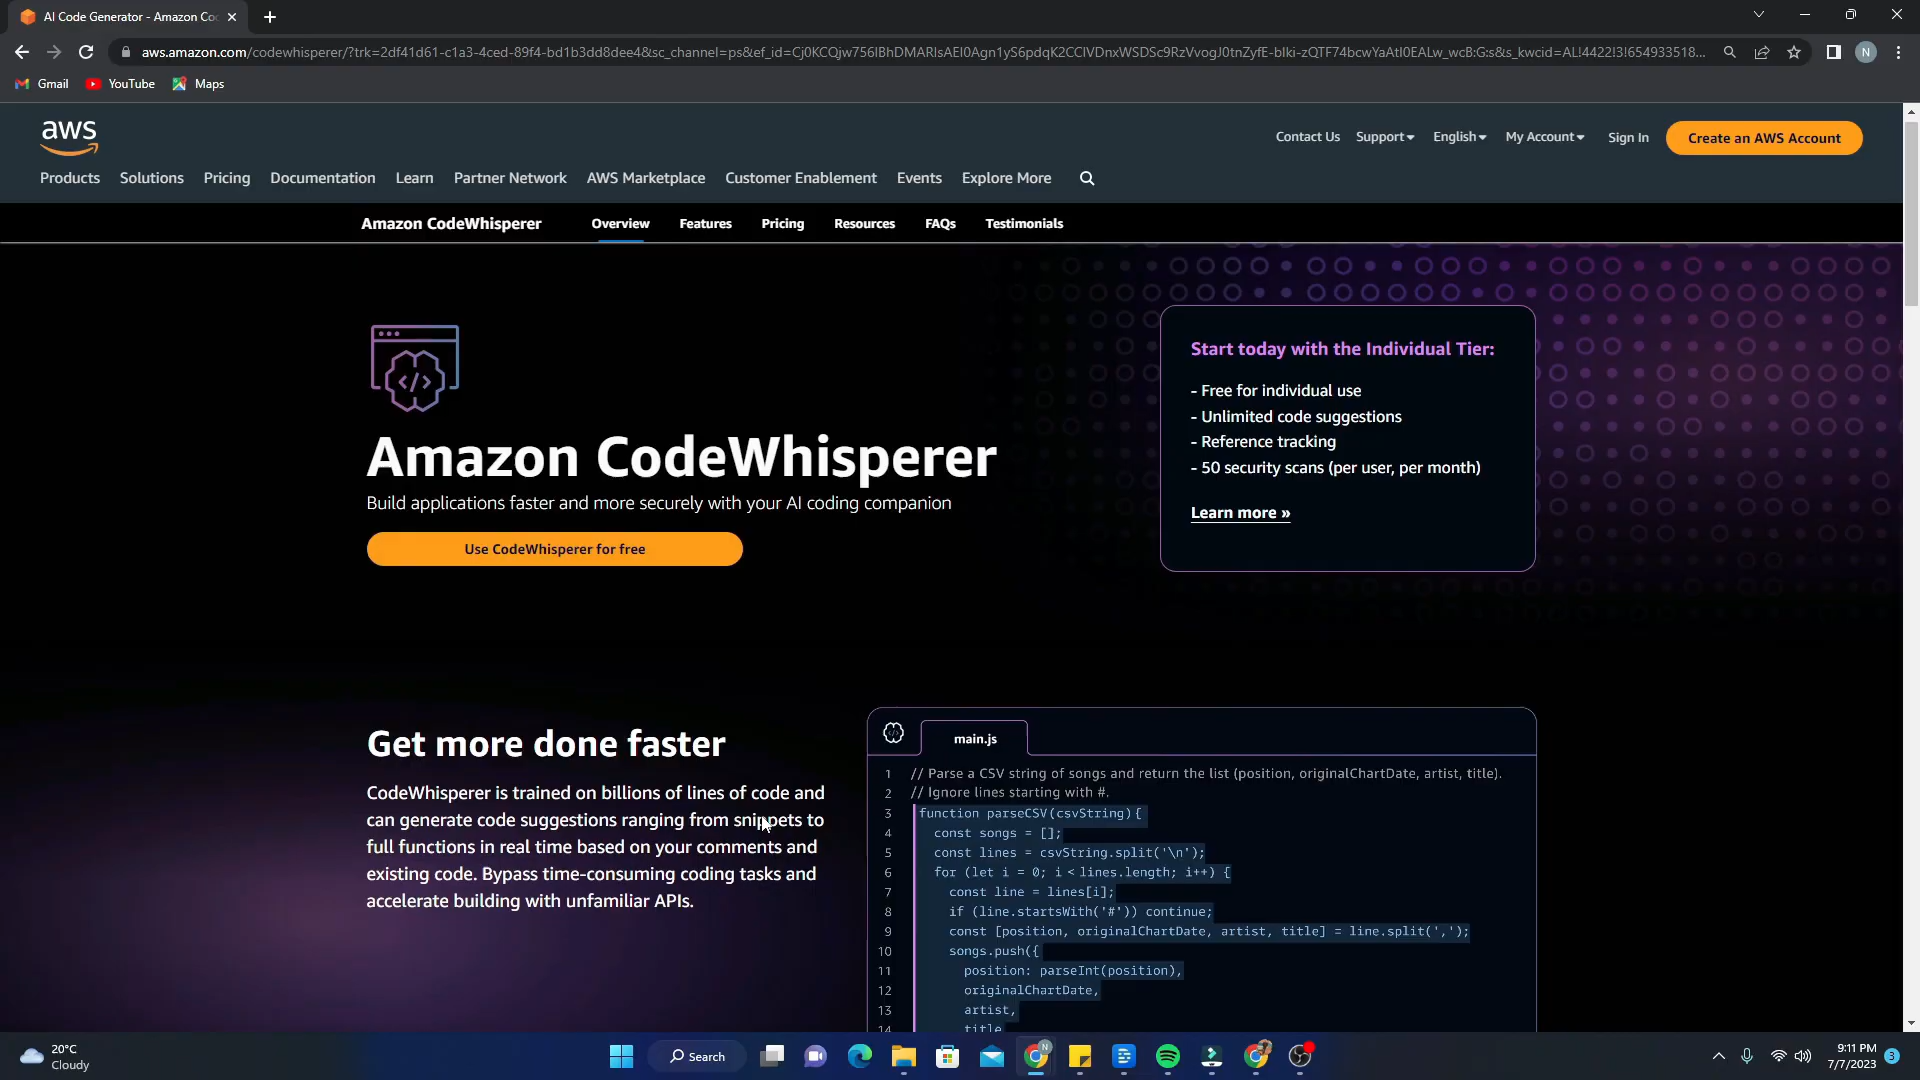 AI Code Generator - Amazon Co
aws.amazon.com/codewhisperer/?trk=2df41d61-c1a3-4ced-89f4-bd1b3dd8dee4&sc_channel=ps&ef_id=Cj0KCQjw756lBhDMARIsAEI0Agn1yS6pdqK2CCIVDnxWSDSc9RzVvogJ0tnZyfE-blki-zQTF74bcwYaAtI0EALw_wcB:G:s&s_kwcid=AL!4422!3!654933518...
N
Gmail
YouTube
Maps
aws
Contact Us
Support
English
My Account
Sign In
Create an AWS Account
Products
Solutions
Pricing
Documentation
Learn
Partner Network
AWS Marketplace
Customer Enablement
Events
Explore More
Amazon CodeWhisperer
Overview
Features
Pricing
Resources
FAQs
Testimonials
</>
Amazon CodeWhisperer
Build applications faster and more securely with your AI coding companion
Use CodeWhisperer for free
Start today with the Individual Tier:
- Free for individual use
- Unlimited code suggestions
- Reference tracking
- 50 security scans (per user, per month)
Learn more »
Get more done faster
CodeWhisperer is trained on billions of lines of code and
can generate code suggestions ranging from snippets to
full functions in real time based on your comments and
existing code. Bypass time-consuming coding tasks and
accelerate building with unfamiliar APIs.
main.js
1 // Parse a CSV string of songs and return the list (position, originalChartDate, artist, title).
2 // Ignore lines starting with #.
3 function parseCSV(csvString){
4 const songs = [];
5 const lines = csvString.split('\n');
6 for (let i = 0; i < lines.length; i++) {
7 const line = lines[i];
8 if (line.startsWith('#')) continue;
9 const [position, originalChartDate, artist, title] = line.split(',');
10 songs.push({
11 position: parseInt(position),
12 originalChartDate,
13 artist,
14 title
20°C
Cloudy
Search
N
9:11 PM
7/7/2023
3